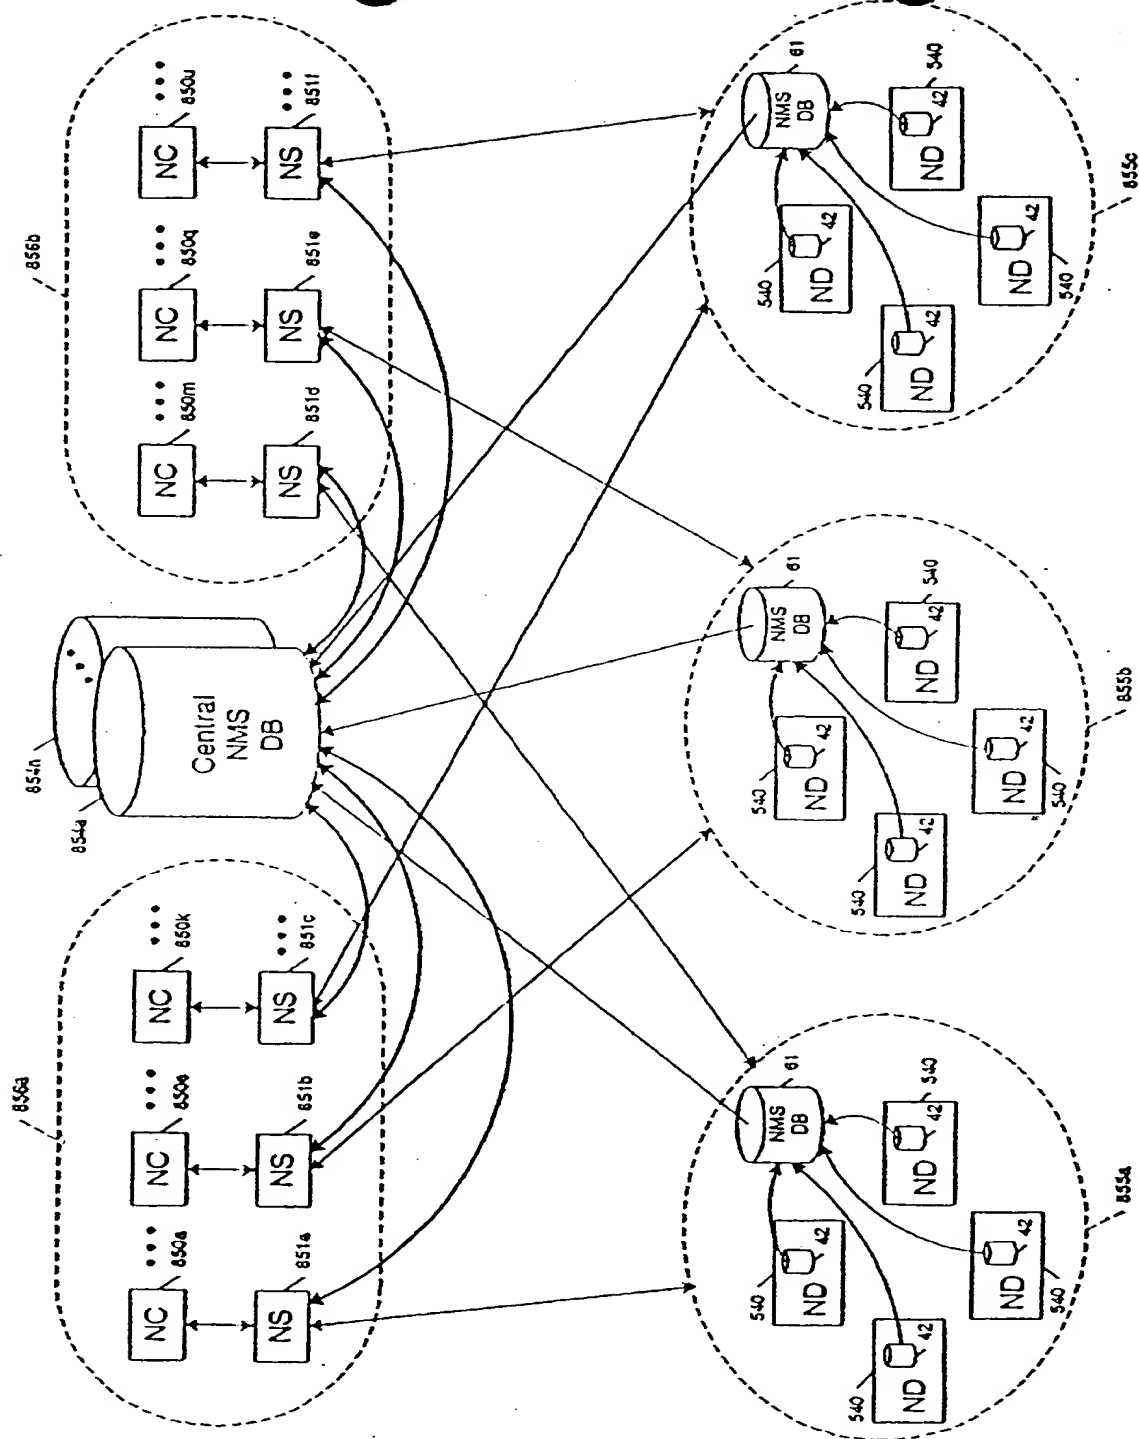 856a
850a
NC
850e
NC
850k
NC
851a
NS
851b
NS
851c
NS
854n
854a
Central
NMS
DB
856b
850m
NC
850q
NC
850u
NC
851d
NS
851e
NS
851f
NS
61
NMS
DB
540
42
ND
540
42
ND
540
42
ND
540
42
ND
855a
61
NMS
DB
540
42
ND
540
42
ND
540
42
ND
540
42
ND
855b
61
NMS
DB
540
42
ND
540
42
ND
540
42
ND
540
42
ND
855c